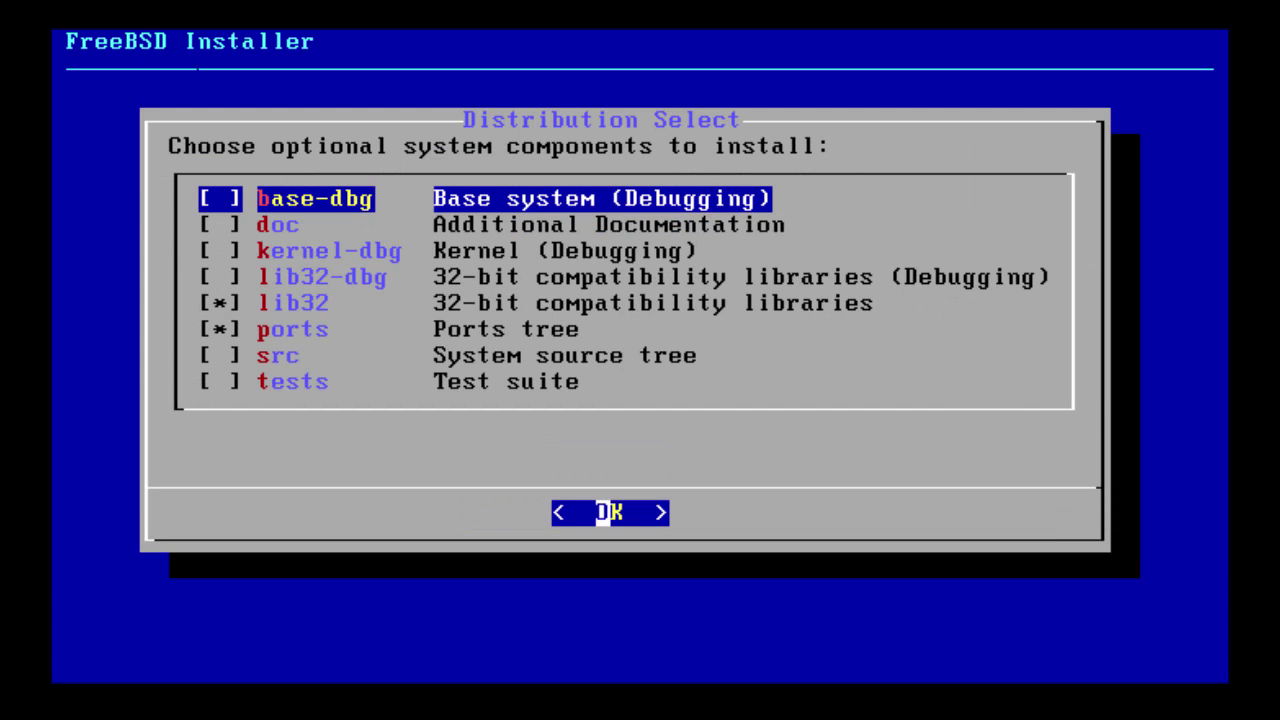 FreeBSD Installer
Distribution Select
Choose optional system components to install:
[ ] base-dbg Base system (Debugging)
[ ] doc Additional Documentation
[ ] kernel-dbg Kernel (Debugging)
[ ] lib32-dbg 32-bit compatibility libraries (Debugging)
[*] lib32 32-bit compatibility libraries
[*] ports Ports tree
[ ] src System source tree
[ ] tests Test suite
< OK >